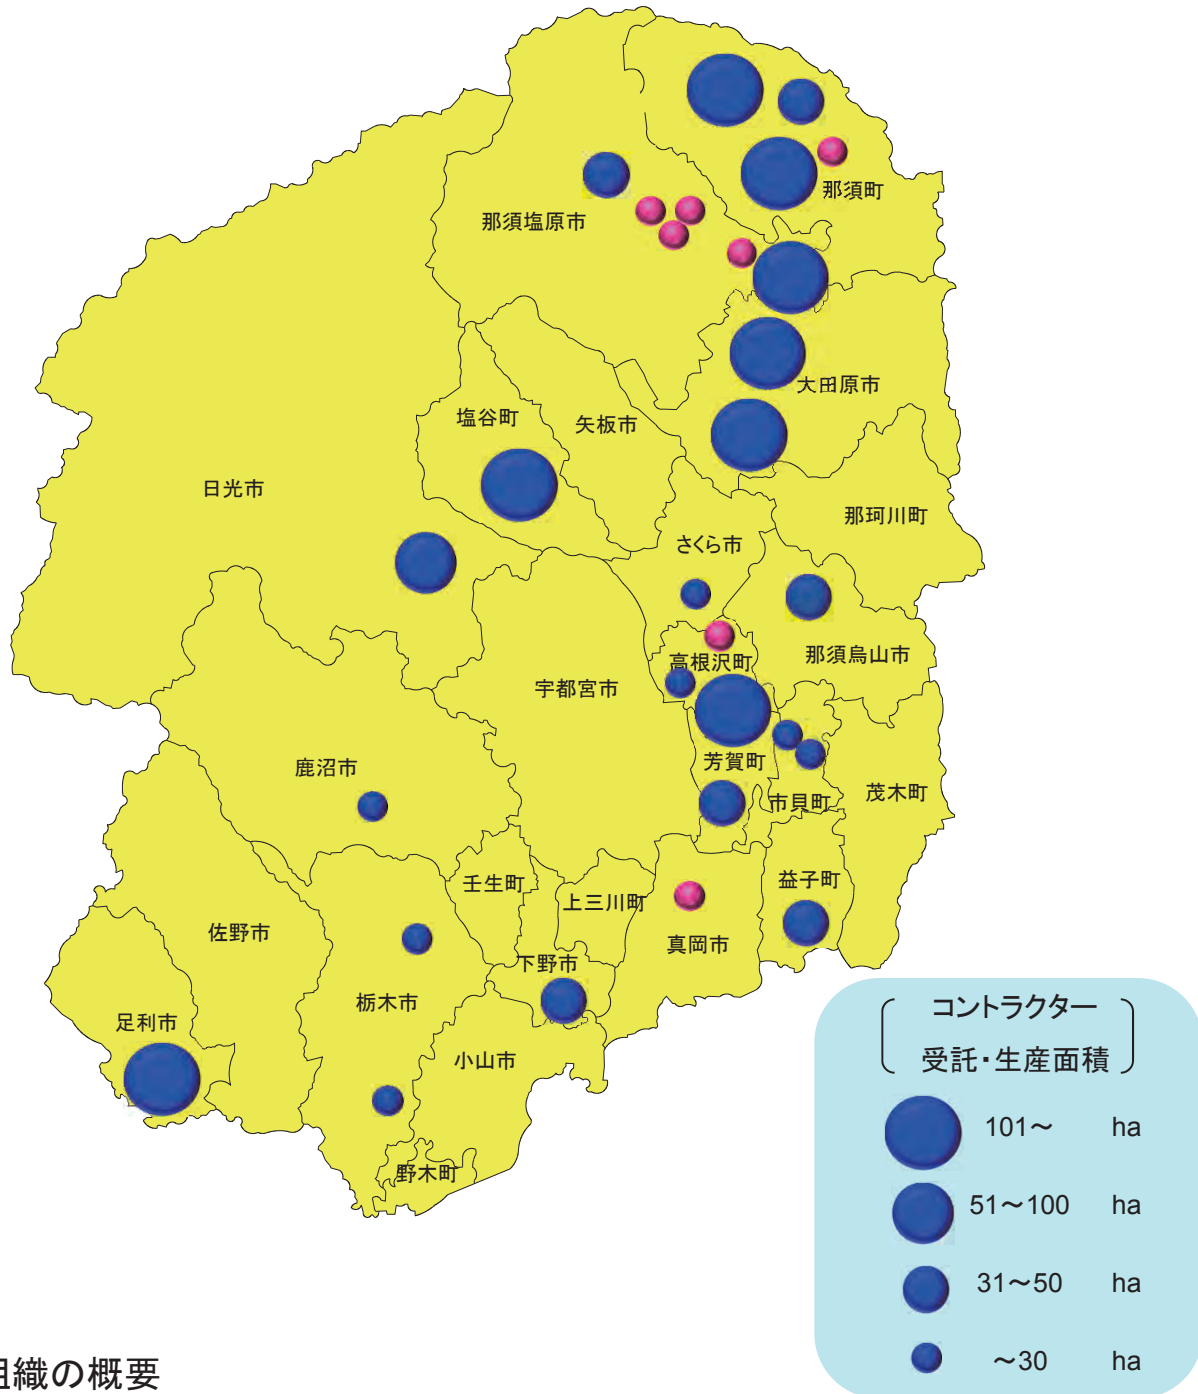 那須町
那須塩原市
大田原市
塩谷町
矢板市
日光市
那珂川町
さくら市
那須烏山市
高根沢町
宇都宮市
芳賀町
鹿沼市
市貝町
茂木町
壬生町
益子町
上三川町
佐野市
真岡市
下野市
栃木市
足利市
小山市
野木町
コントラクター
受託・生産面積
101～ ha
51～100 ha
31～50 ha
～30 ha
組織の概要